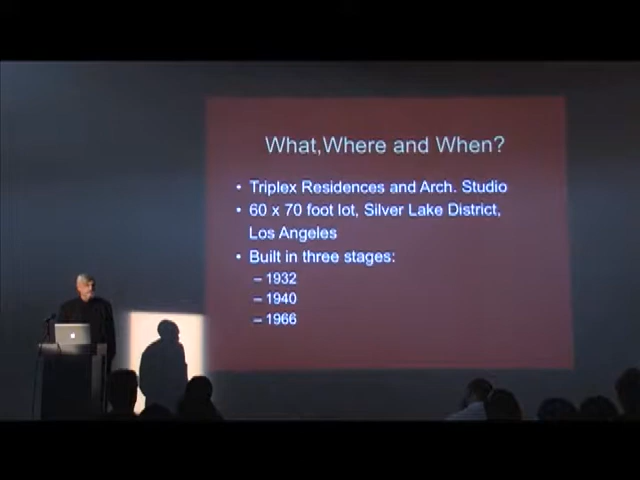 What,Where and When?
• Triplex Residences and Arch. Studio
• 60 x 70 foot lot, Silver Lake District,
Los Angeles
• Built in three stages:
– 1932
– 1940
– 1966